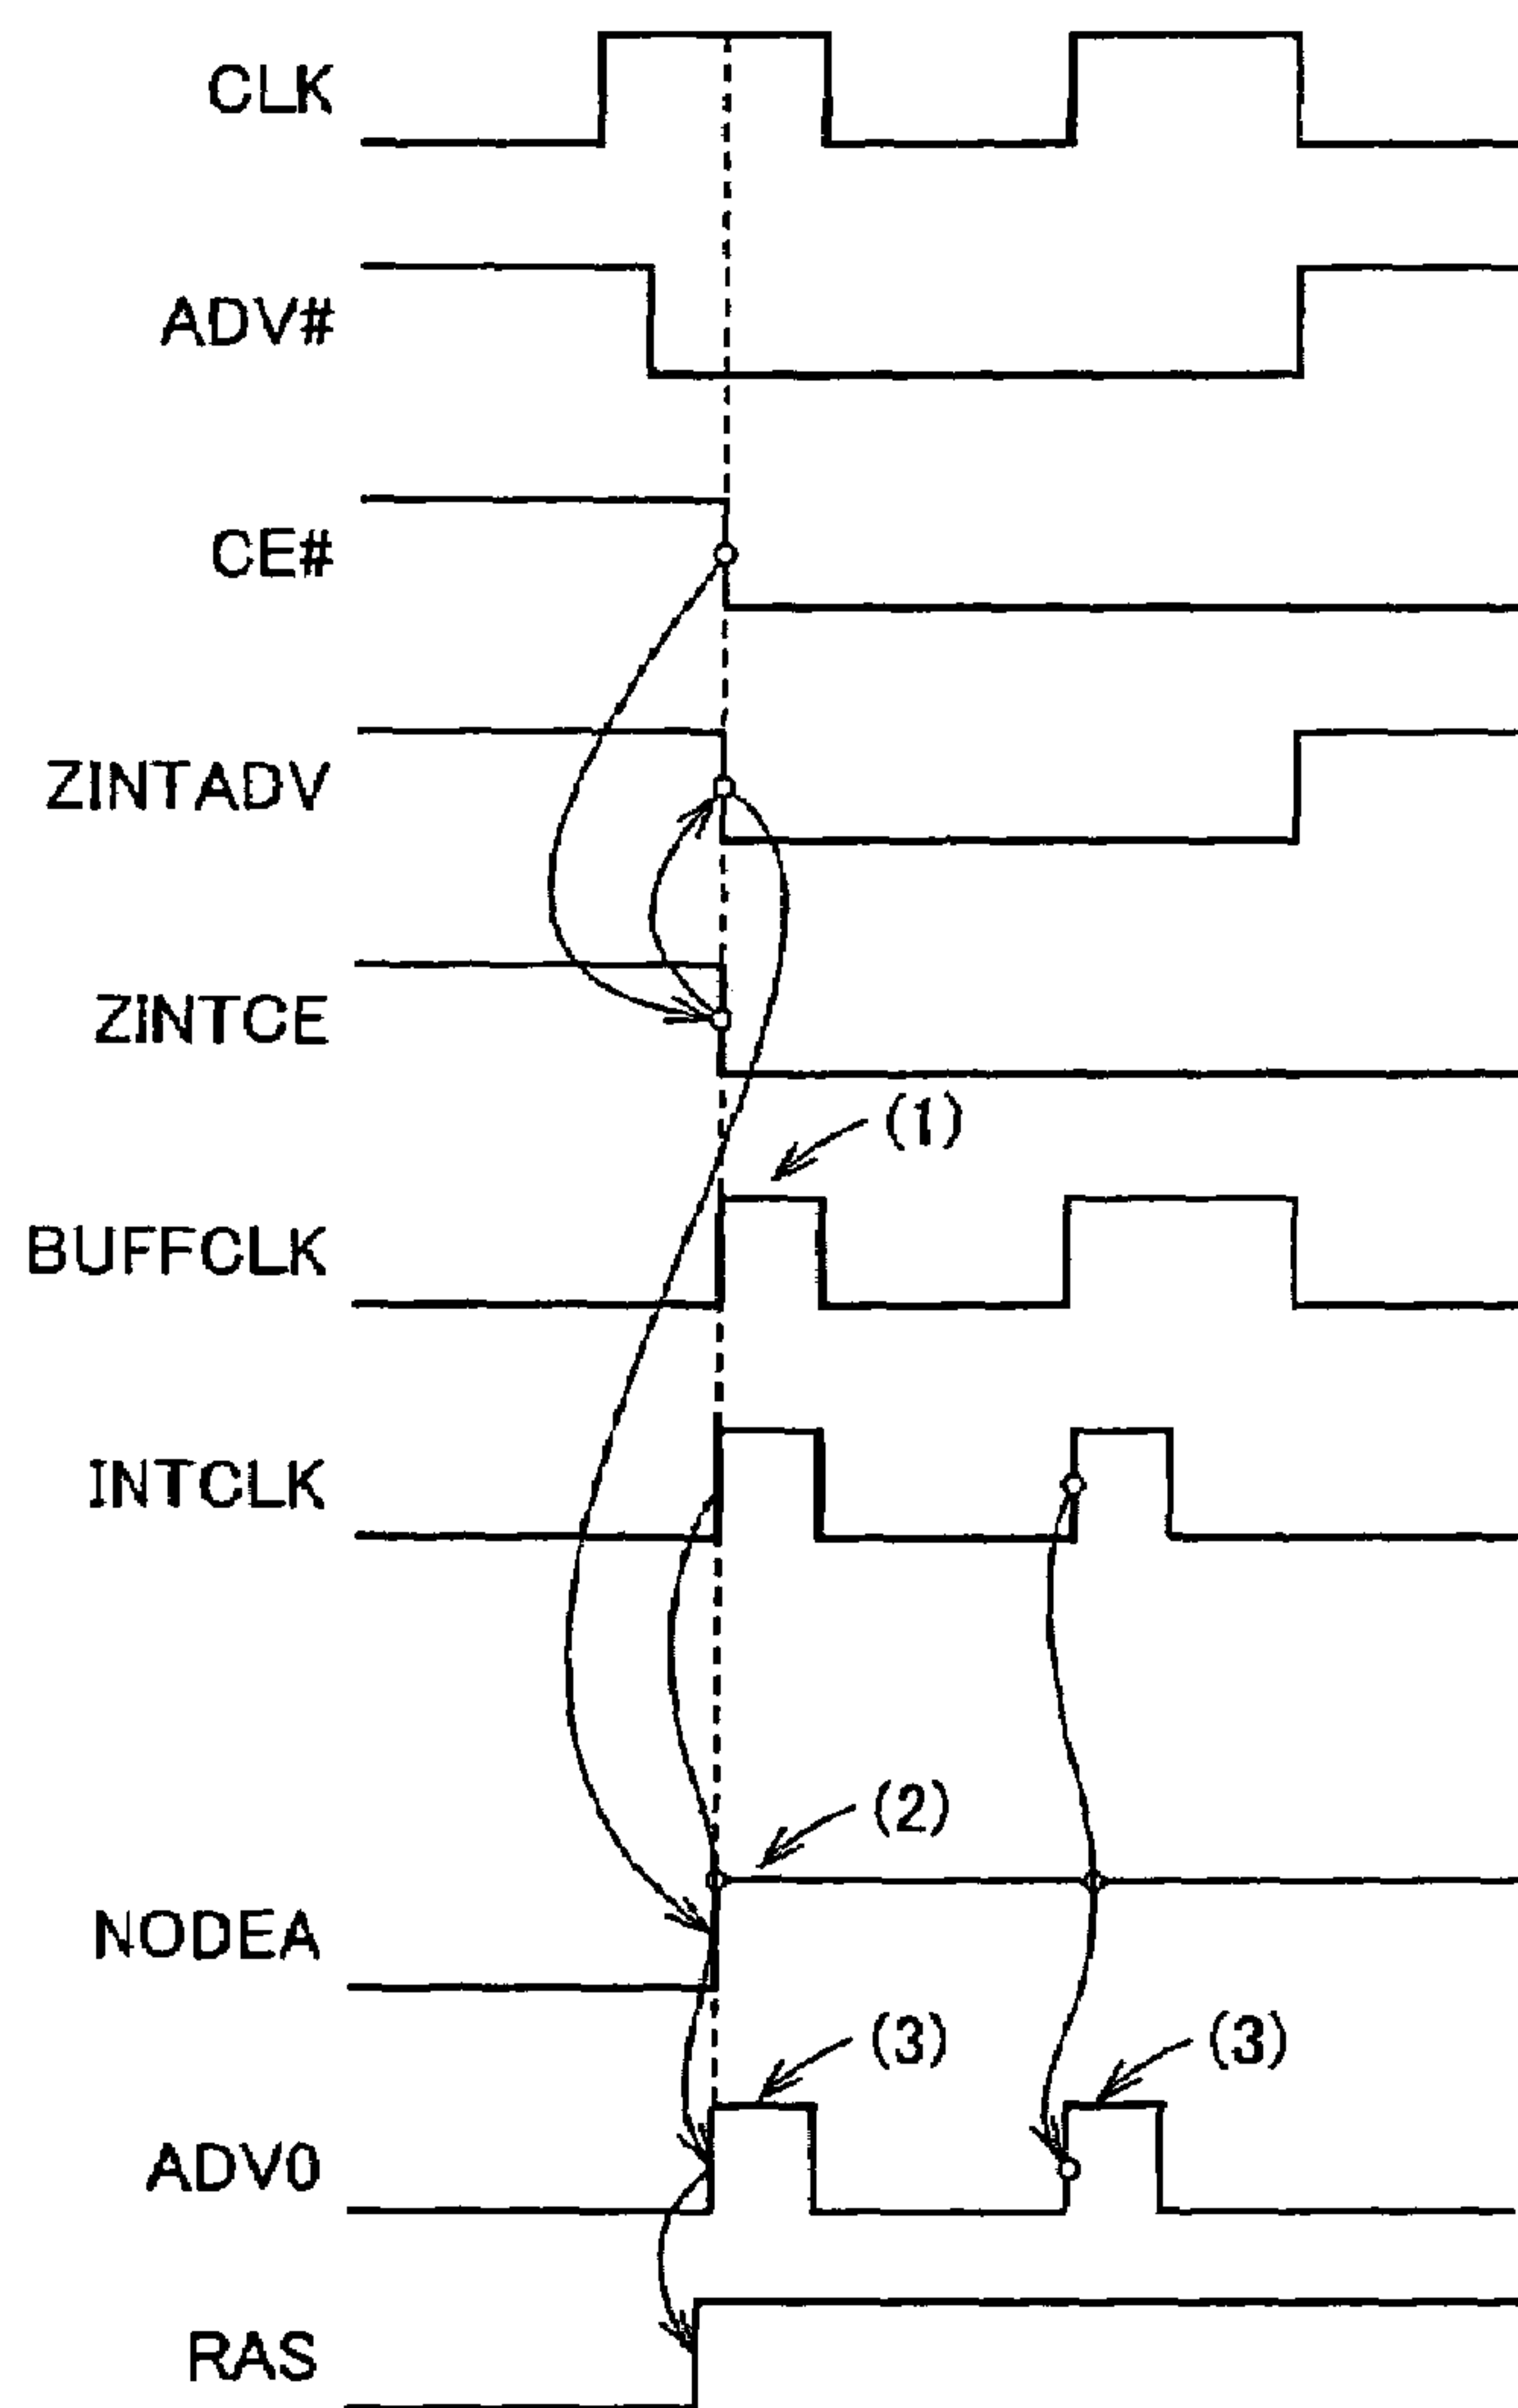 CLK
ADV#
CE#
ZINTADV
ZINTCE
(1)
BUFFCLK
INTCLK
(2)
NODEA
(3) (3)
ADV0
RAS